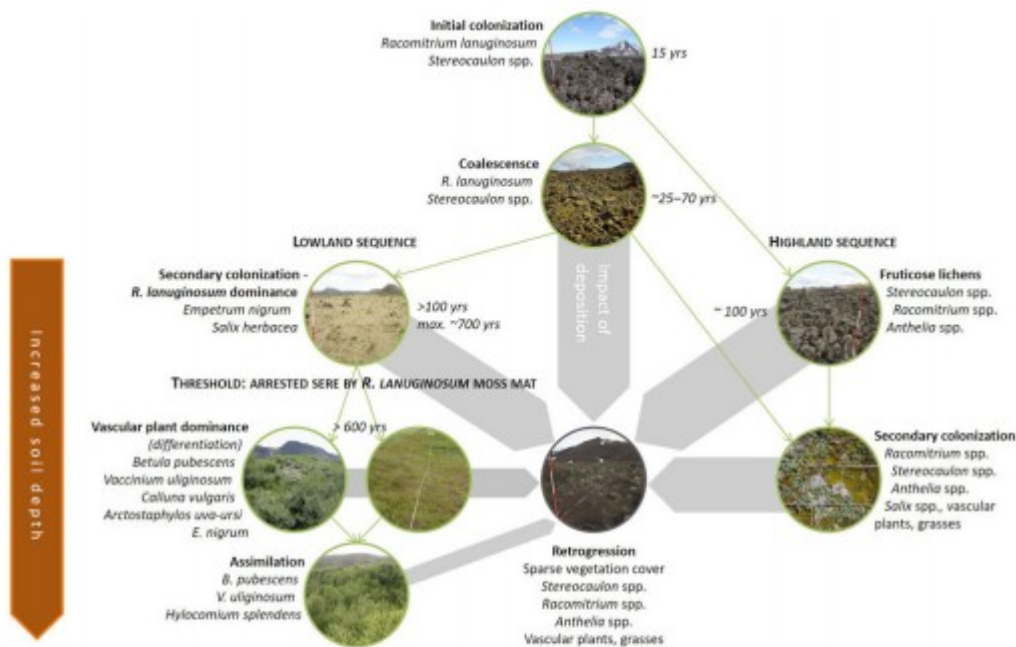 Initial colonization
Racomitrium lanuginosum
Stereocaulon spp.
15 yrs
Coalescensce
R. lanuginosum
Stereocaulon spp.
~25–70 yrs
LOWLAND SEQUENCE
HIGHLAND SEQUENCE
Secondary colonization -
R. lanuginosum dominance
Empetrum nigrum
Salix herbacea
>100 yrs
max. ~700 yrs
Impact of
deposition
~ 100 yrs
Fruticose lichens
Stereocaulon spp.
Racomitrium spp.
Anthelia spp.
Increased soil depth
THRESHOLD: ARRESTED SERE BY R. LANUGINOSUM MOSS MAT
Vascular plant dominance
(differentiation)
Betula pubescens
Vaccinium uliginosum
Calluna vulgaris
Arctostaphylos uva-ursi
E. nigrum
> 600 yrs
Secondary colonization
Racomitrium spp.
Stereocaulon spp.
Anthelia spp.
Salix spp., vascular
plants, grasses
Assimilation
B. pubescens
V. uliginosum
Hylocomium splendens
Retrogression
Sparse vegetation cover
Stereocaulon spp.
Racomitrium spp.
Anthelia spp.
Vascular plants, grasses